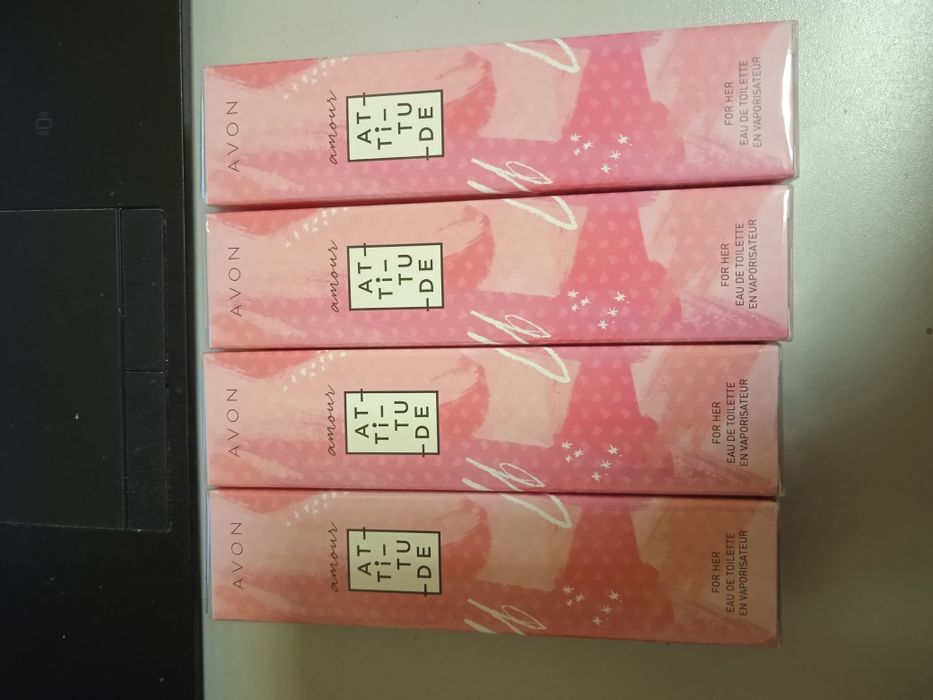 AVON
amour
AT-
Ti-
TU
-DE
FOR HER
EAU DE TOILETTE
EN VAPORISATEUR
AVON
amour
AT-
Ti-
TU
-DE
FOR HER
EAU DE TOILETTE
EN VAPORISATEUR
AVON
amour
AT-
Ti-
TU
-DE
FOR HER
EAU DE TOILETTE
EN VAPORISATEUR
AVON
amour
AT-
Ti-
TU
-DE
FOR HER
EAU DE TOILETTE
EN VAPORISATEUR